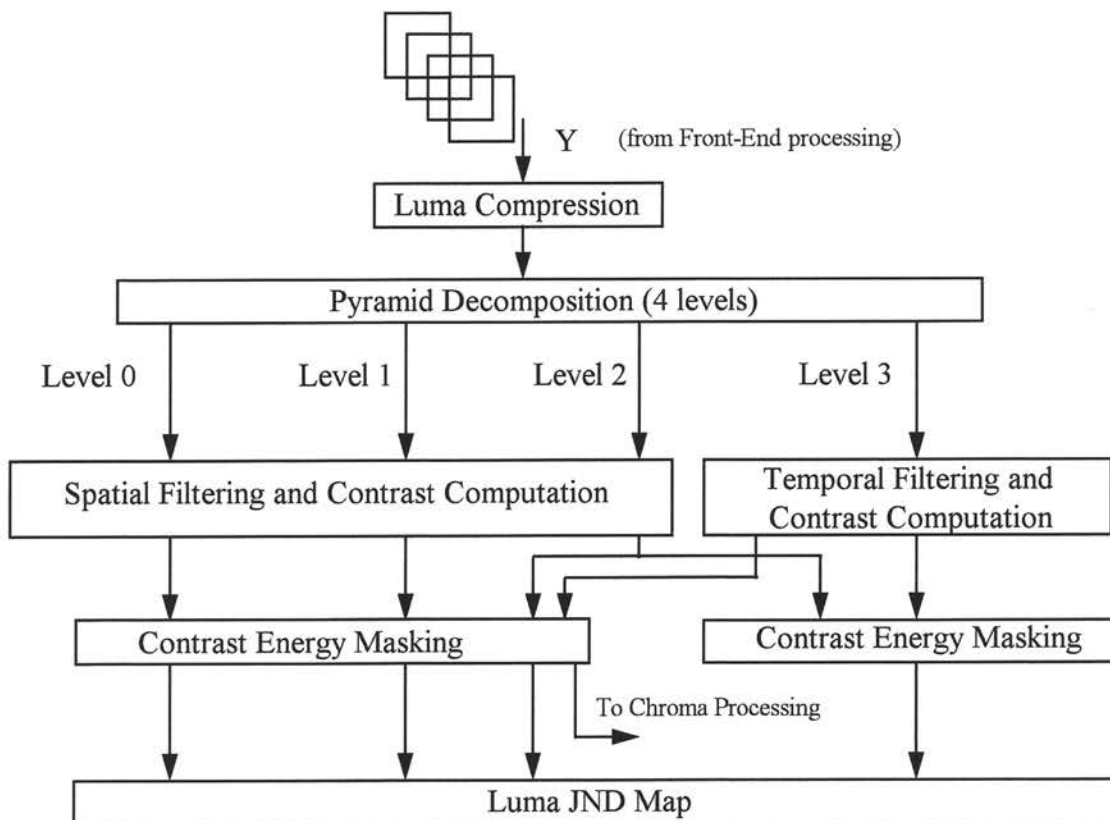 Y (from Front-End processing)
Luma Compression
Pyramid Decomposition (4 levels)
Level 0 Level 1 Level 2 Level 3
Spatial Filtering and Contrast Computation
Temporal Filtering and
Contrast Computation
Contrast Energy Masking
Contrast Energy Masking
To Chroma Processing
Luma JND Map